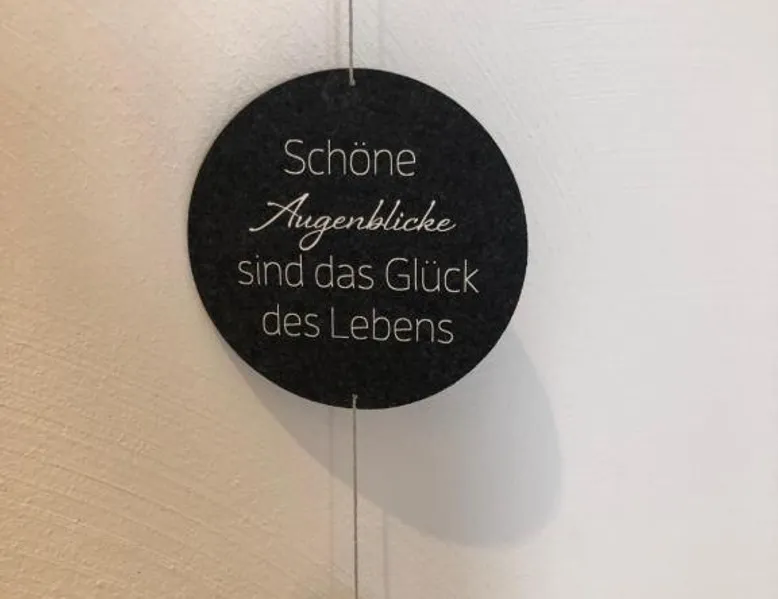 Schöne
Augenblicke
sind das Glück
des Lebens